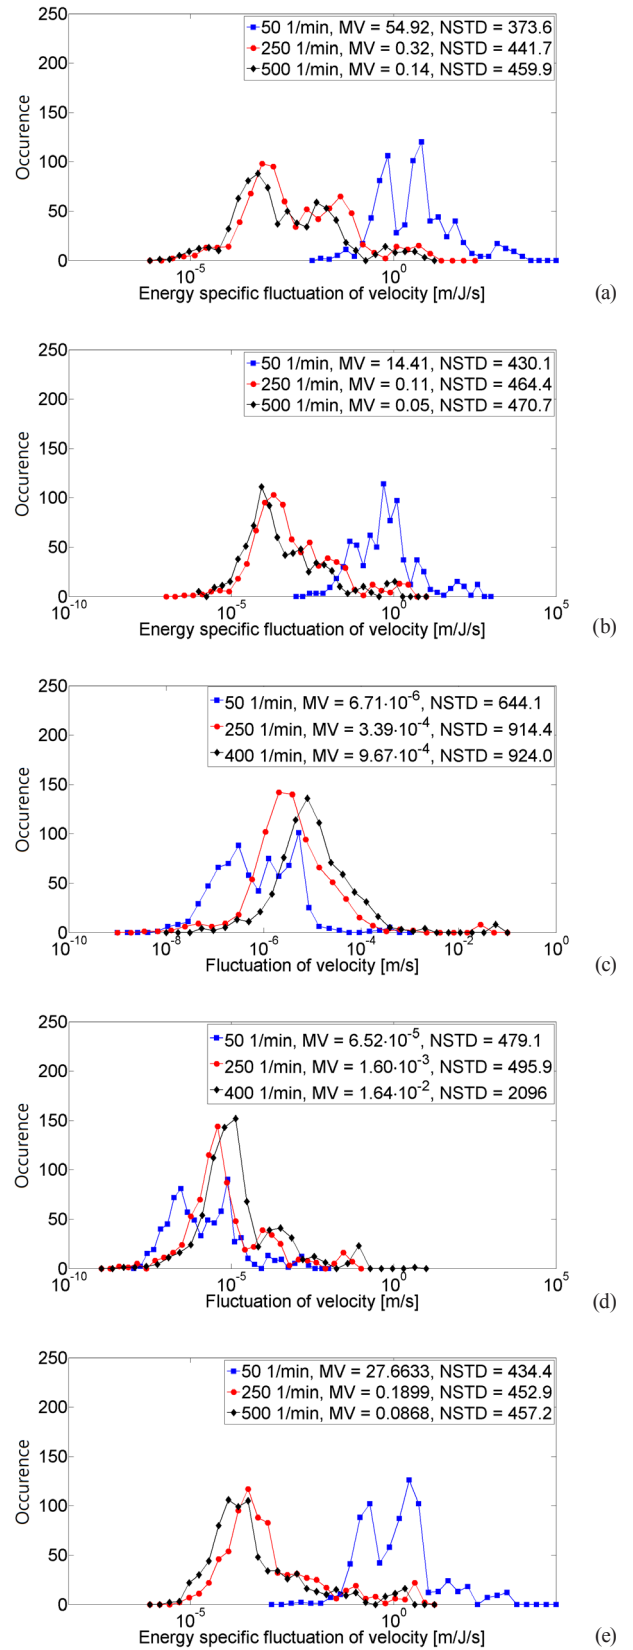 250
200
150
100
50
0
Occurence
50 1/min, MV = 54.92, NSTD = 373.6
250 1/min, MV = 0.32, NSTD = 441.7
500 1/min, MV = 0.14, NSTD = 459.9
10^-5 10^0
Energy specific fluctuation of velocity [m/J/s]
(a)
250
200
150
100
50
0
Occurence
50 1/min, MV = 14.41, NSTD = 430.1
250 1/min, MV = 0.11, NSTD = 464.4
500 1/min, MV = 0.05, NSTD = 470.7
10^-10 10^-5 10^0 10^5
Energy specific fluctuation of velocity [m/J/s]
(b)
250
200
150
100
50
0
Occurence
50 1/min, MV = 6.71·10^-6, NSTD = 644.1
250 1/min, MV = 3.39·10^-4, NSTD = 914.4
400 1/min, MV = 9.67·10^-4, NSTD = 924.0
10^-10 10^-8 10^-6 10^-4 10^-2 10^0
Fluctuation of velocity [m/s]
(c)
250
200
150
100
50
0
Occurence
50 1/min, MV = 6.52·10^-5, NSTD = 479.1
250 1/min, MV = 1.60·10^-3, NSTD = 495.9
400 1/min, MV = 1.64·10^-2, NSTD = 2096
10^-10 10^-5 10^0 10^5
Fluctuation of velocity [m/s]
(d)
250
200
150
100
50
0
Occurence
50 1/min, MV = 27.6633, NSTD = 434.4
250 1/min, MV = 0.1899, NSTD = 452.9
500 1/min, MV = 0.0868, NSTD = 457.2
10^-5 10^0
Energy specific fluctuation of velocity [m/J/s]
(e)